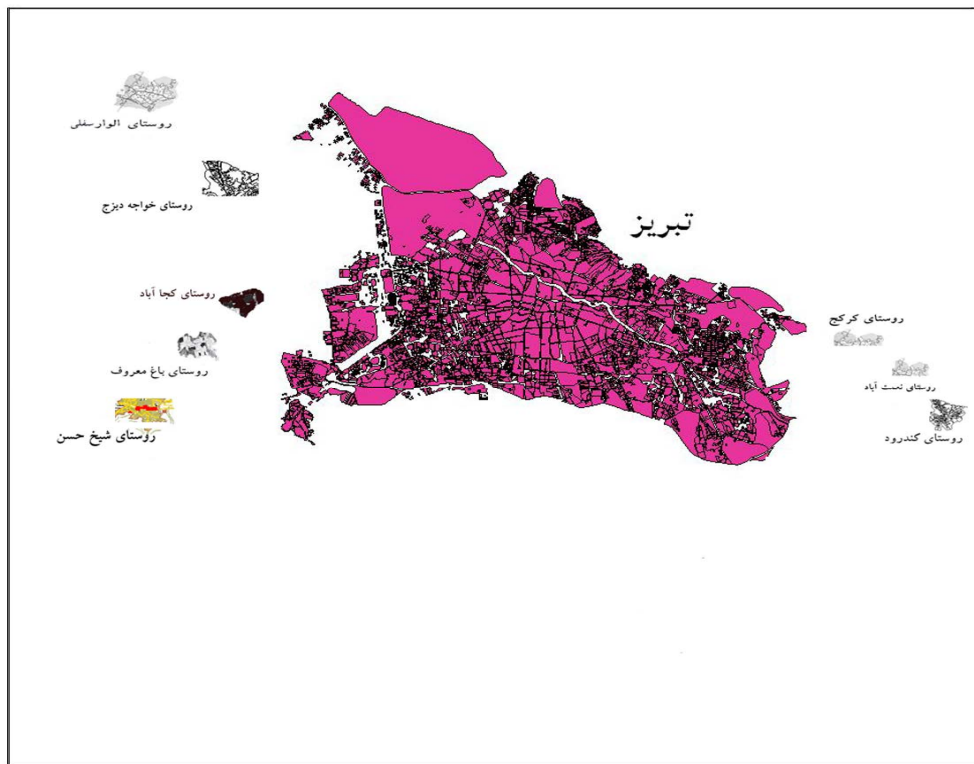 روستای الوارسفلی
روستای خواجه دیزج
تبریز
روستای کجا آباد
روستای کرکج
روستای باغ معروف
روستای نعمت آباد
روستای شیخ حسن
روستای کندرود